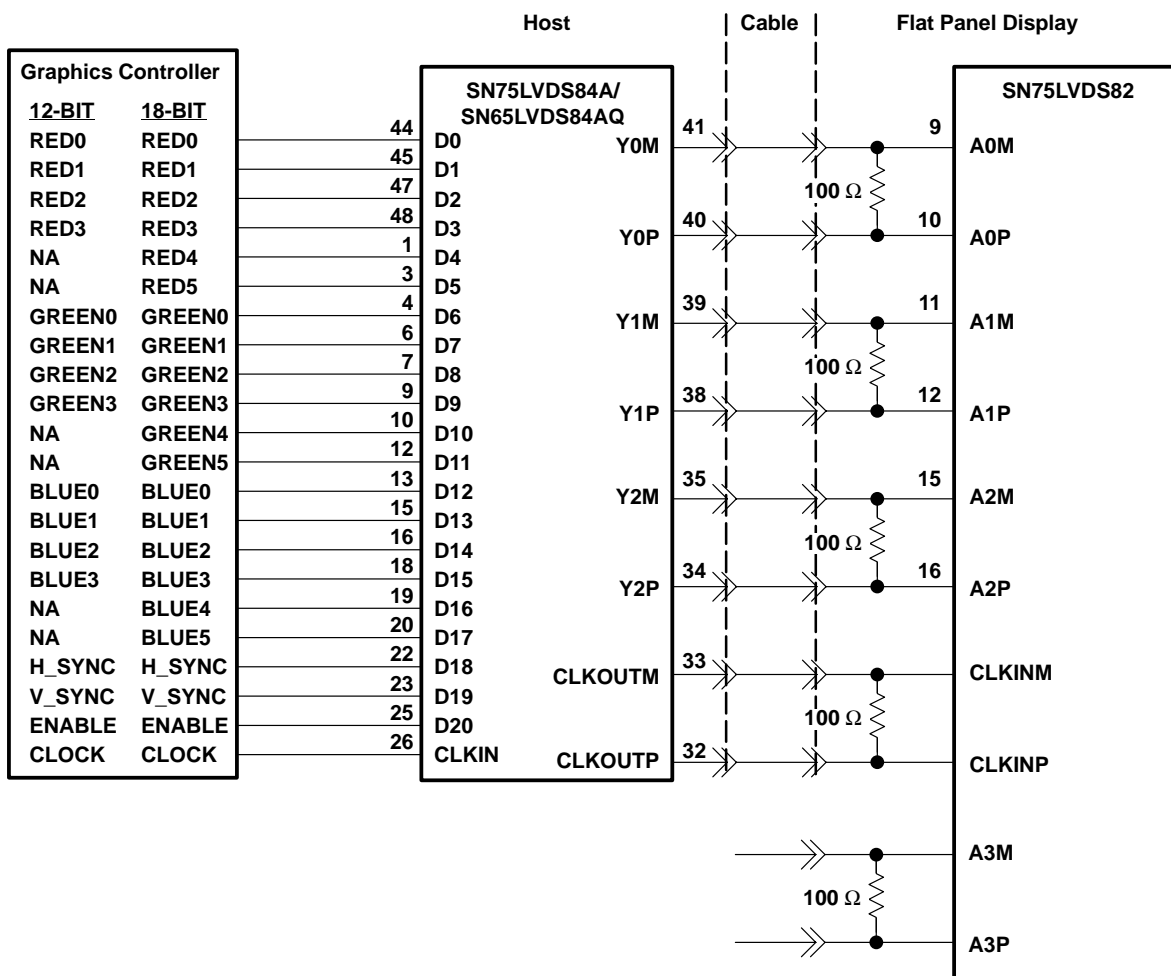 Host Cable Flat Panel Display
Graphics Controller
12-BIT 18-BIT
RED0 RED0
RED1 RED1
RED2 RED2
RED3 RED3
NA RED4
NA RED5
GREEN0 GREEN0
GREEN1 GREEN1
GREEN2 GREEN2
GREEN3 GREEN3
NA GREEN4
NA GREEN5
BLUE0 BLUE0
BLUE1 BLUE1
BLUE2 BLUE2
BLUE3 BLUE3
NA BLUE4
NA BLUE5
H_SYNC H_SYNC
V_SYNC V_SYNC
ENABLE ENABLE
CLOCK CLOCK
SN75LVDS84A/
SN65LVDS84AQ
44 D0
45 D1
47 D2
48 D3
1 D4
3 D5
4 D6
6 D7
7 D8
9 D9
10 D10
12 D11
13 D12
15 D13
16 D14
18 D15
19 D16
20 D17
22 D18
23 D19
25 D20
26 CLKIN
Y0M 41
Y0P 40
Y1M 39
Y1P 38
Y2M 35
Y2P 34
CLKOUTM 33
CLKOUTP 32
SN75LVDS82
9 A0M
100 Ω
10 A0P
11 A1M
100 Ω
12 A1P
15 A2M
100 Ω
16 A2P
CLKINM
100 Ω
CLKINP
A3M
100 Ω
A3P